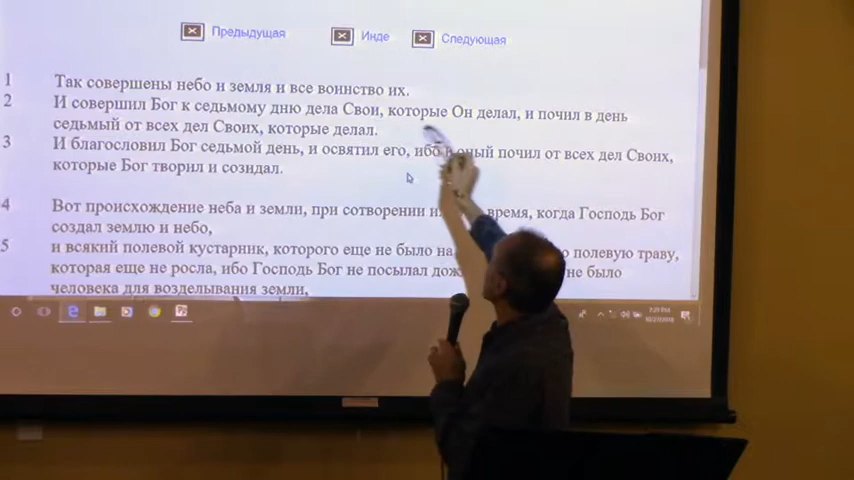 Предыдущая Инде Следующая
1 Так совершены небо и земля и все воинство их.
2 И совершил Бог к седьмому дню дела Свои, которые Он делал, и почил в день
седьмый от всех дел Своих, которые делал.
3 И благословил Бог седьмой день, и освятил его, ибо в оный почил от всех дел Своих,
которые Бог творил и созидал.
4 Вот происхождение неба и земли, при сотворении и время, когда Господь Бог
создал землю и небо,
5 и всякий полевой кустарник, которого еще не было на полевую траву,
которая еще не росла, ибо Господь Бог не посылал не было
человека для возделывания земли,